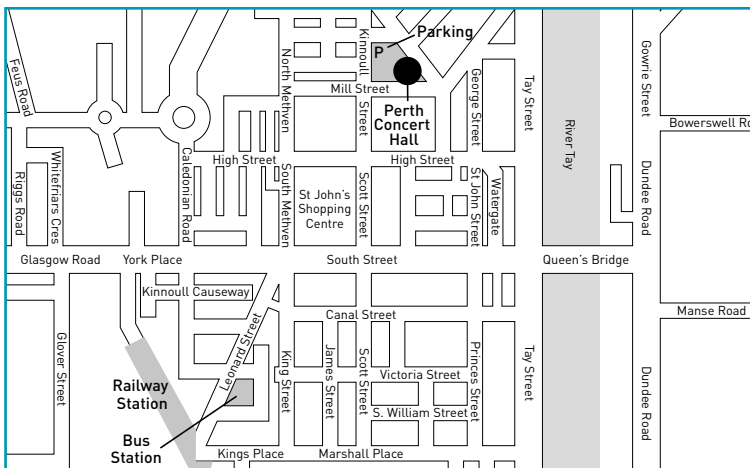 Parking
P
Kinnoull
Street
Feus Road
North Methven
Gowrie Street
Mill Street
George Street
Tay Street
Perth
Concert
Hall
River Tay
Bowerswell Ro
High Street
High Street
Riggs Road
Whitefriars Cres
Caledonian Road
South Methven
St John's
Shopping
Centre
Scott Street
St John Street
Watergate
Dundee Road
Glasgow Road
York Place
South Street
Queen's Bridge
Kinnoull Causeway
Canal Street
Manse Road
Glover Street
Leonard Street
King Street
James Street
Scott Street
Princes Street
Tay Street
Dundee Road
Victoria Street
Railway
Station
S. William Street
Bus
Station
Kings Place
Marshall Place